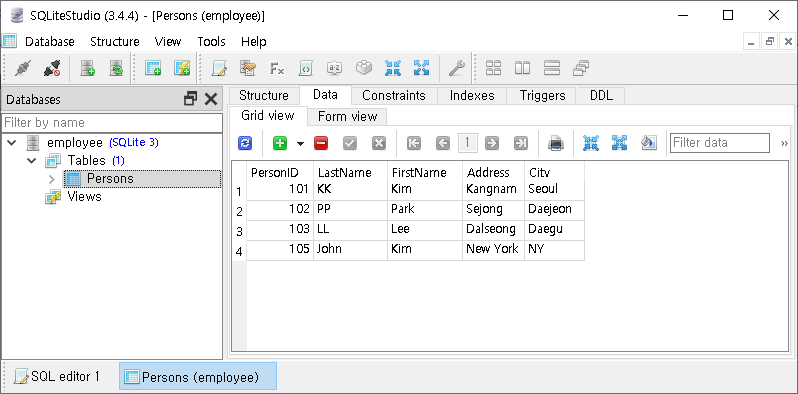 SQLiteStudio (3.4.4) - [Persons (employee)]
Database Structure View Tools Help
Databases
Filter by name
employee (SQLite 3)
Tables (1)
Persons
Views
Structure Data Constraints Indexes Triggers DDL
Grid view Form view
1 Filter data »
PersonID LastName FirstName Address City
1 101 KK Kim Kangnam Seoul
2 102 PP Park Sejong Daejeon
3 103 LL Lee Dalseong Daegu
4 105 John Kim New York NY
SQL editor 1 Persons (employee)